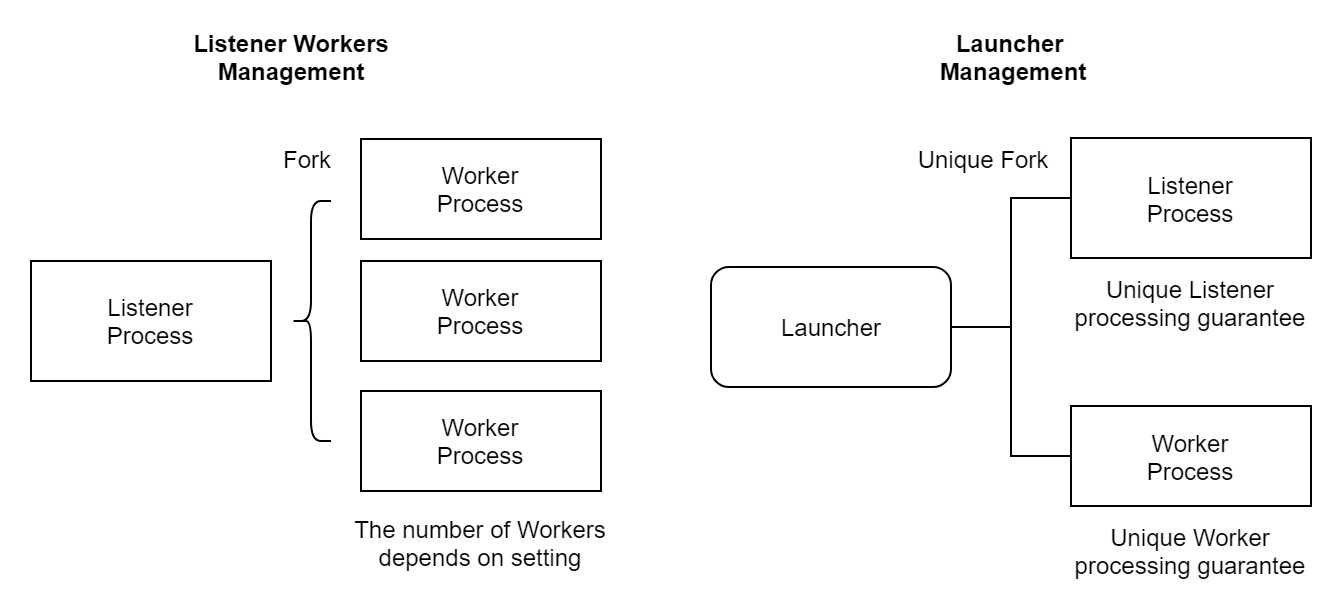 Listener Workers
Management
Fork
Listener
Process
Worker
Process
Worker
Process
Worker
Process
The number of Workers
depends on setting
Launcher
Management
Unique Fork
Launcher
Listener
Process
Unique Listener
processing guarantee
Worker
Process
Unique Worker
processing guarantee